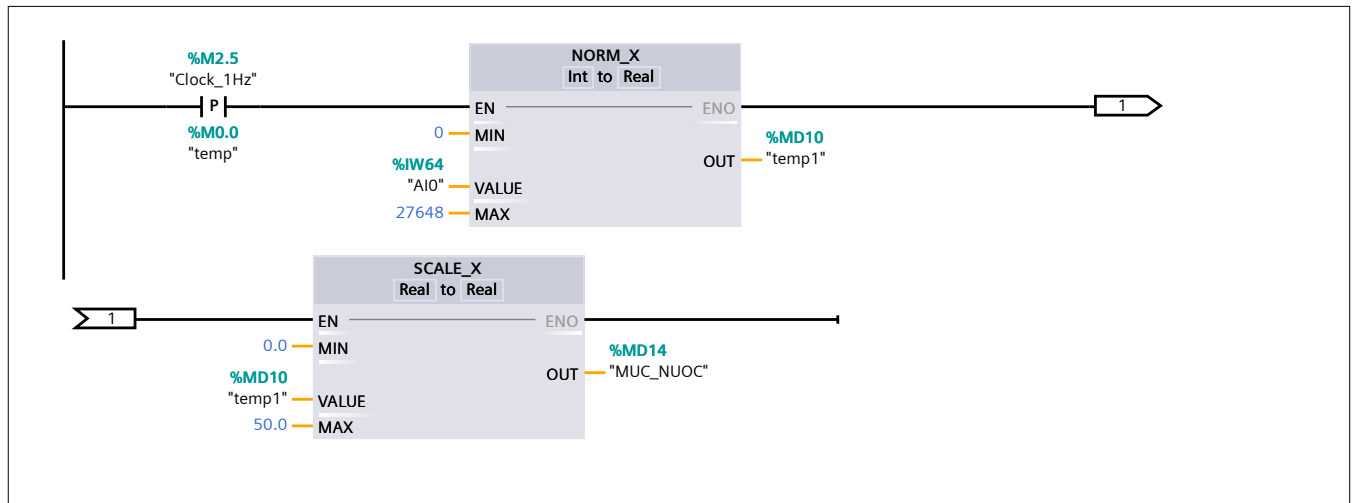 %M2.5
"Clock_1Hz"
P
%M0.0
"temp"
NORM_X
Int to Real
EN
ENO
1
0
MIN
%MD10
"temp1"
OUT
%IW64
"AI0"
VALUE
27648
MAX
SCALE_X
Real to Real
1
EN
ENO
0.0
MIN
%MD14
"MUC_NUOC"
OUT
%MD10
"temp1"
VALUE
50.0
MAX